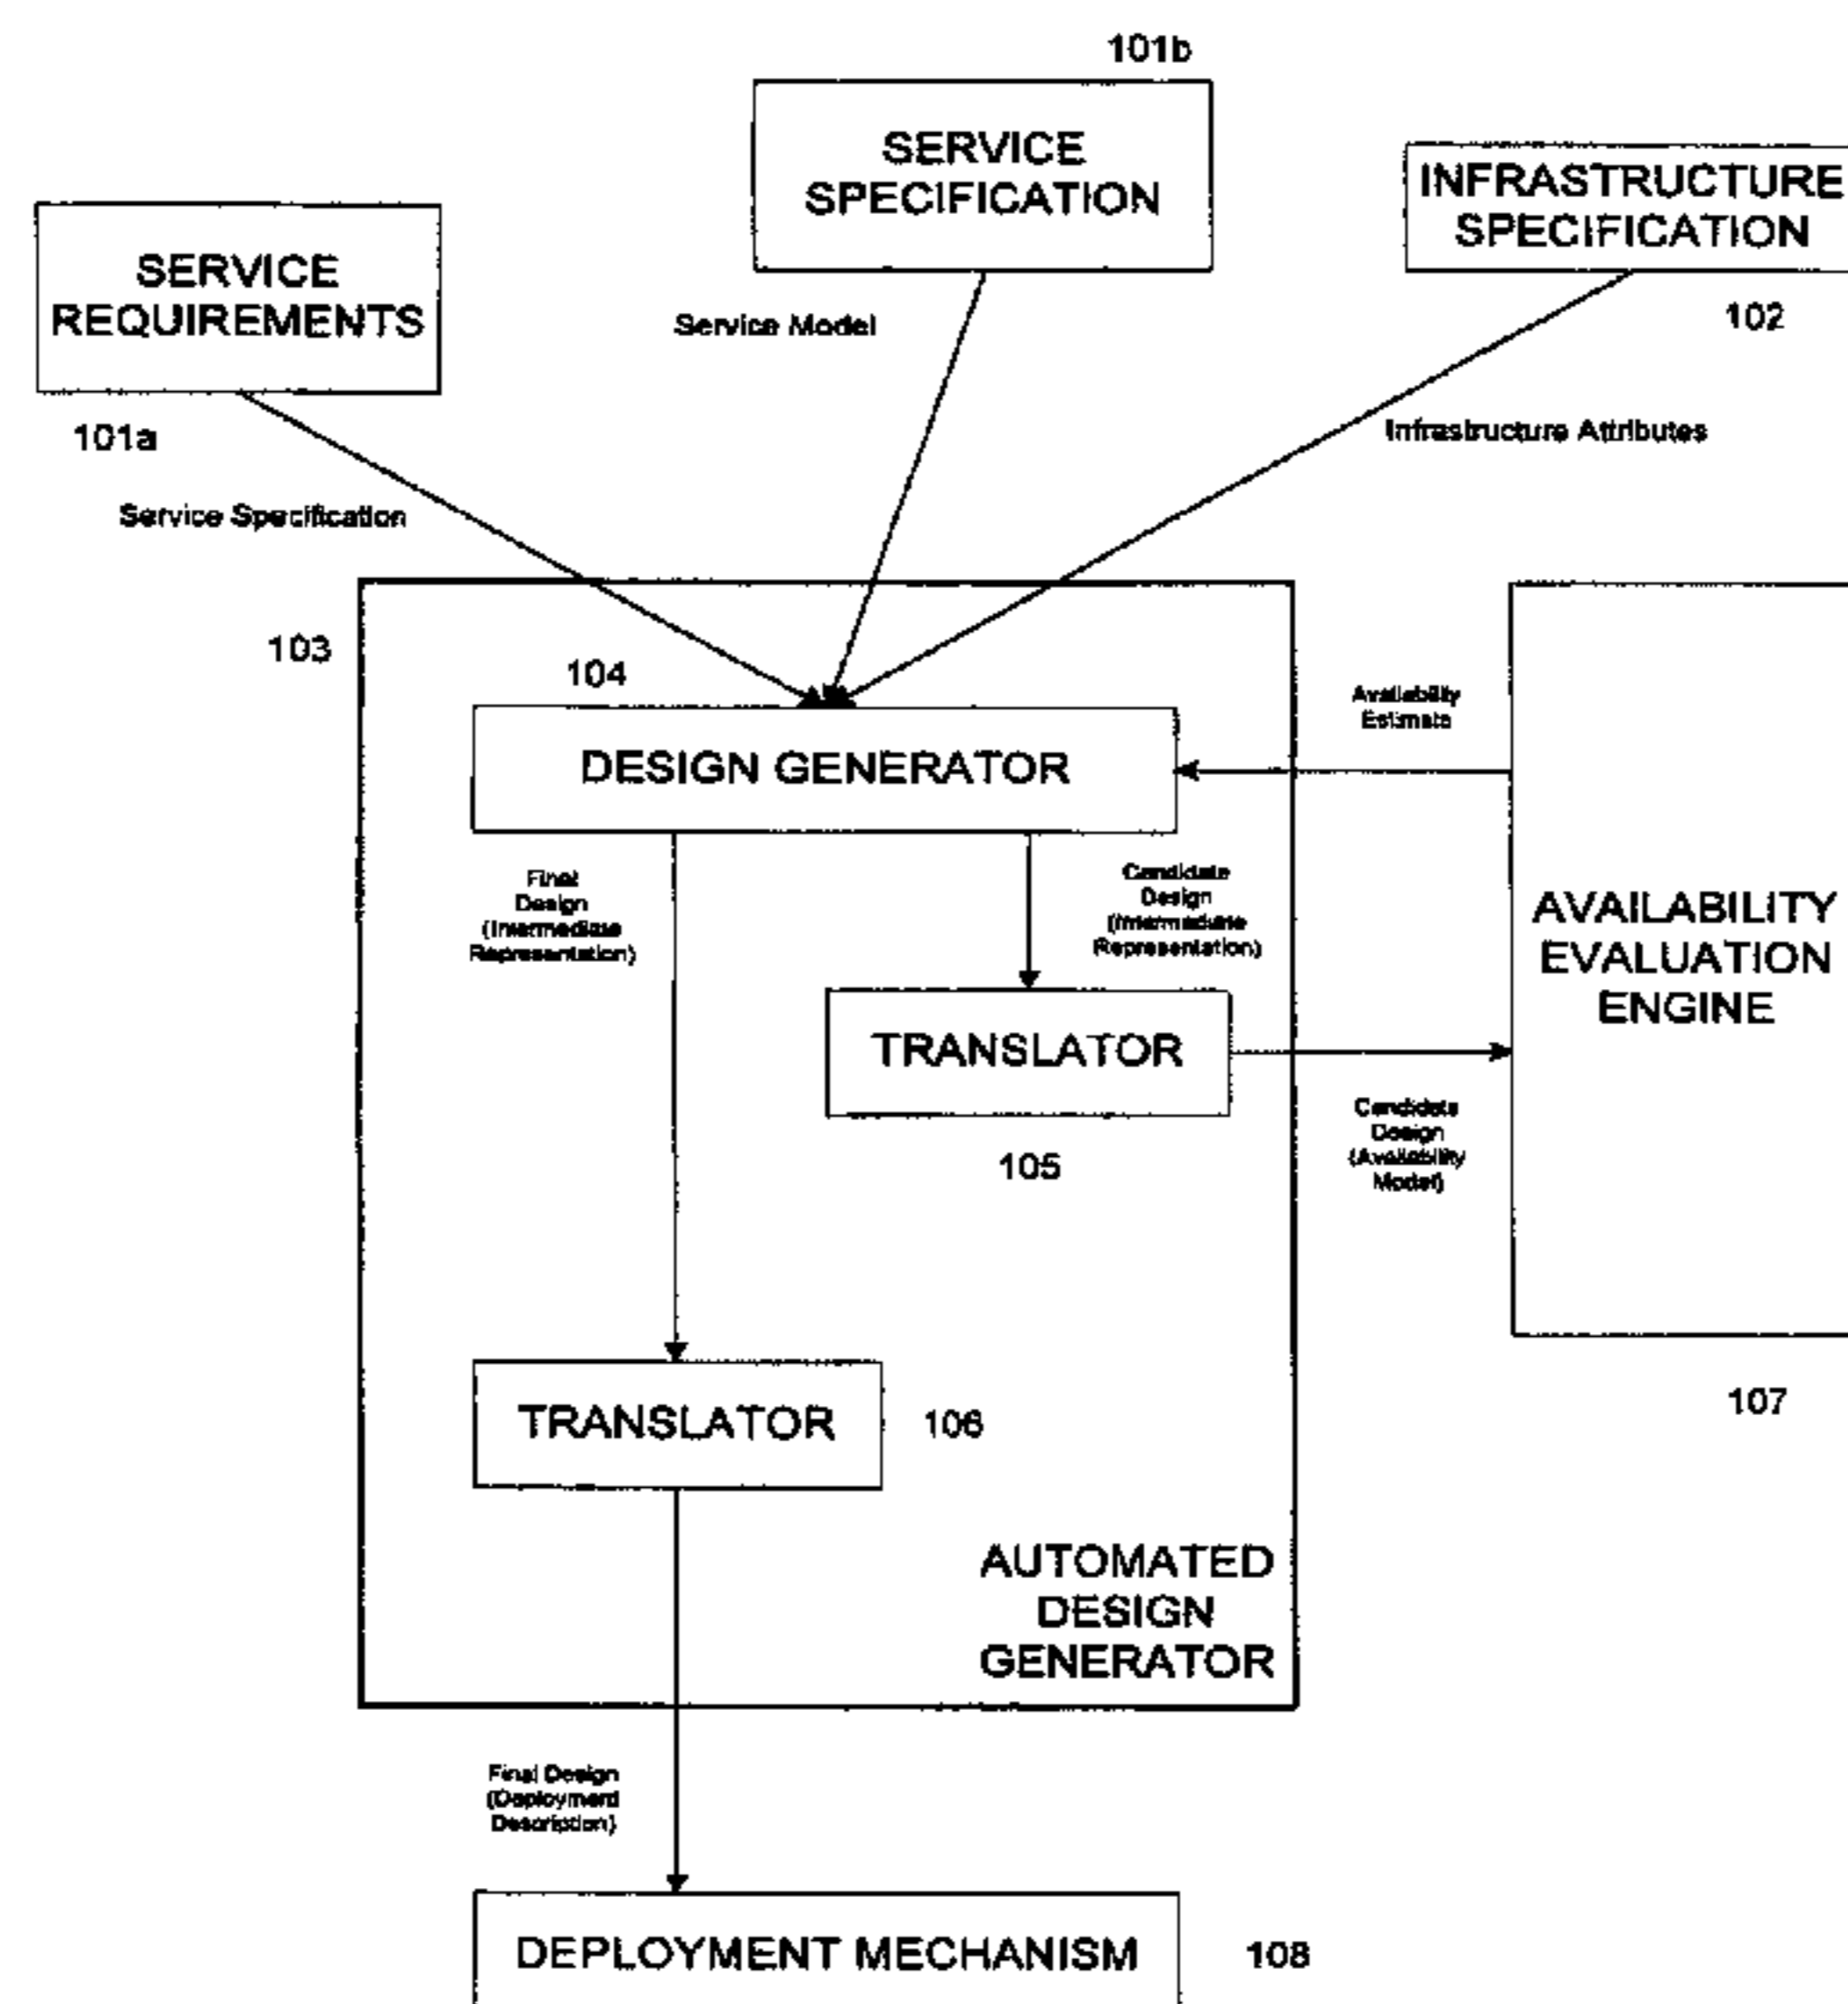 101b
SERVICE
SPECIFICATION
INFRASTRUCTURE
SPECIFICATION
102
SERVICE
REQUIREMENTS
101a
Service Model
Infrastructure Attributes
Service Specification
103
104
DESIGN GENERATOR
Availability
Estimate
Final
Design
(Intermediate
Representation)
Candidate
Design
(Intermediate
Representation)
AVAILABILITY
EVALUATION
ENGINE
TRANSLATOR
105
Candidate
Design
(Availability
Model)
107
TRANSLATOR
106
AUTOMATED
DESIGN
GENERATOR
Final Design
(Deployment
Description)
DEPLOYMENT MECHANISM
108